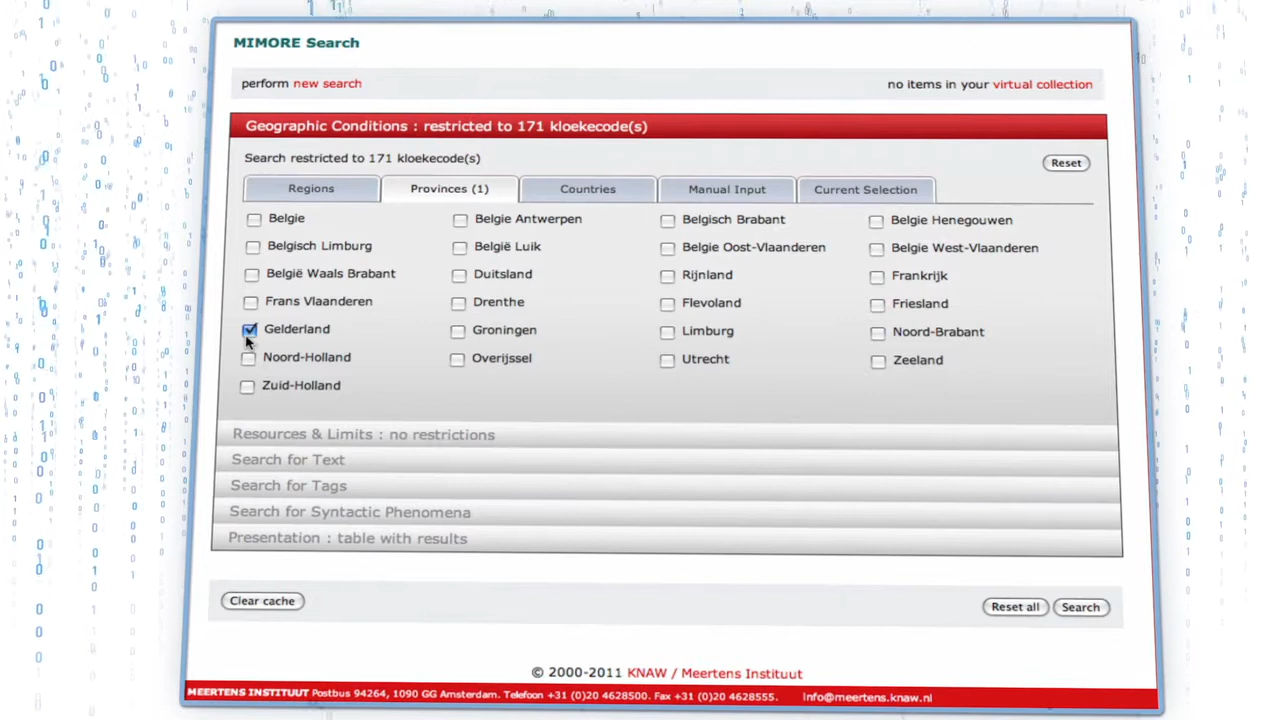 MIMORE Search
perform new search
no items in your virtual collection
Geographic Conditions : restricted to 171 kloekecode(s)
Search restricted to 171 kloekecode(s)
Reset
Regions
Provinces (1)
Countries
Manual Input
Current Selection
Belgie
Belgie Antwerpen
Belgisch Brabant
Belgie Henegouwen
Belgisch Limburg
België Luik
Belgie Oost-Vlaanderen
Belgie West-Vlaanderen
België Waals Brabant
Duitsland
Rijnland
Frankrijk
Frans Vlaanderen
Drenthe
Flevoland
Friesland
Gelderland
Groningen
Limburg
Noord-Brabant
Noord-Holland
Overijssel
Utrecht
Zeeland
Zuid-Holland
Resources & Limits : no restrictions
Search for Text
Search for Tags
Search for Syntactic Phenomena
Presentation : table with results
Clear cache
Reset all
Search
© 2000-2011 KNAW / Meertens Instituut
MEERTENS INSTITUUT Postbus 94264, 1090 GG Amsterdam. Telefoon +31 (0)20 4628500. Fax +31 (0)20 4628555. Info@meertens.knaw.nl